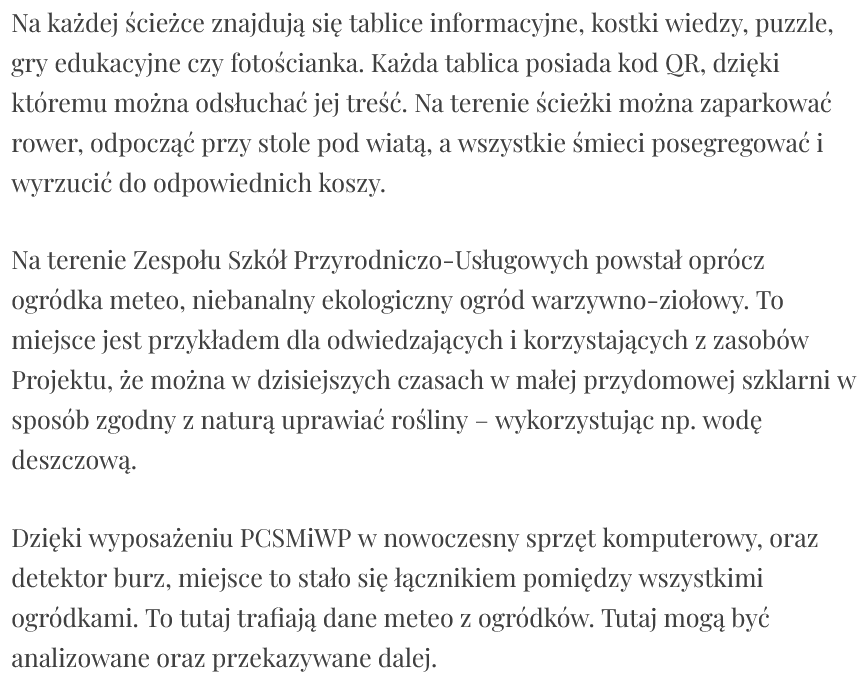 Na każdej ścieżce znajdują się tablice informacyjne, kostki wiedzy, puzzle,
gry edukacyjne czy fotościanka. Każda tablica posiada kod QR, dzięki
któremu można odsłuchać jej treść. Na terenie ścieżki można zaparkować
rower, odpocząć przy stole pod wiatą, a wszystkie śmieci posegregować i
wyrzucić do odpowiednich koszy.
Na terenie Zespołu Szkół Przyrodniczo-Usługowych powstał oprócz
ogródka meteo, niebanalny ekologiczny ogród warzywno-ziołowy. To
miejsce jest przykładem dla odwiedzających i korzystających z zasobów
Projektu, że można w dzisiejszych czasach w małej przydomowej szklarni w
sposób zgodny z naturą uprawiać rośliny – wykorzystując np. wodę
deszczową.
Dzięki wyposażeniu PCSMiWP w nowoczesny sprzęt komputerowy, oraz
detektor burz, miejsce to stało się łącznikiem pomiędzy wszystkimi
ogródkami. To tutaj trafiają dane meteo z ogródków. Tutaj mogą być
analizowane oraz przekazywane dalej.